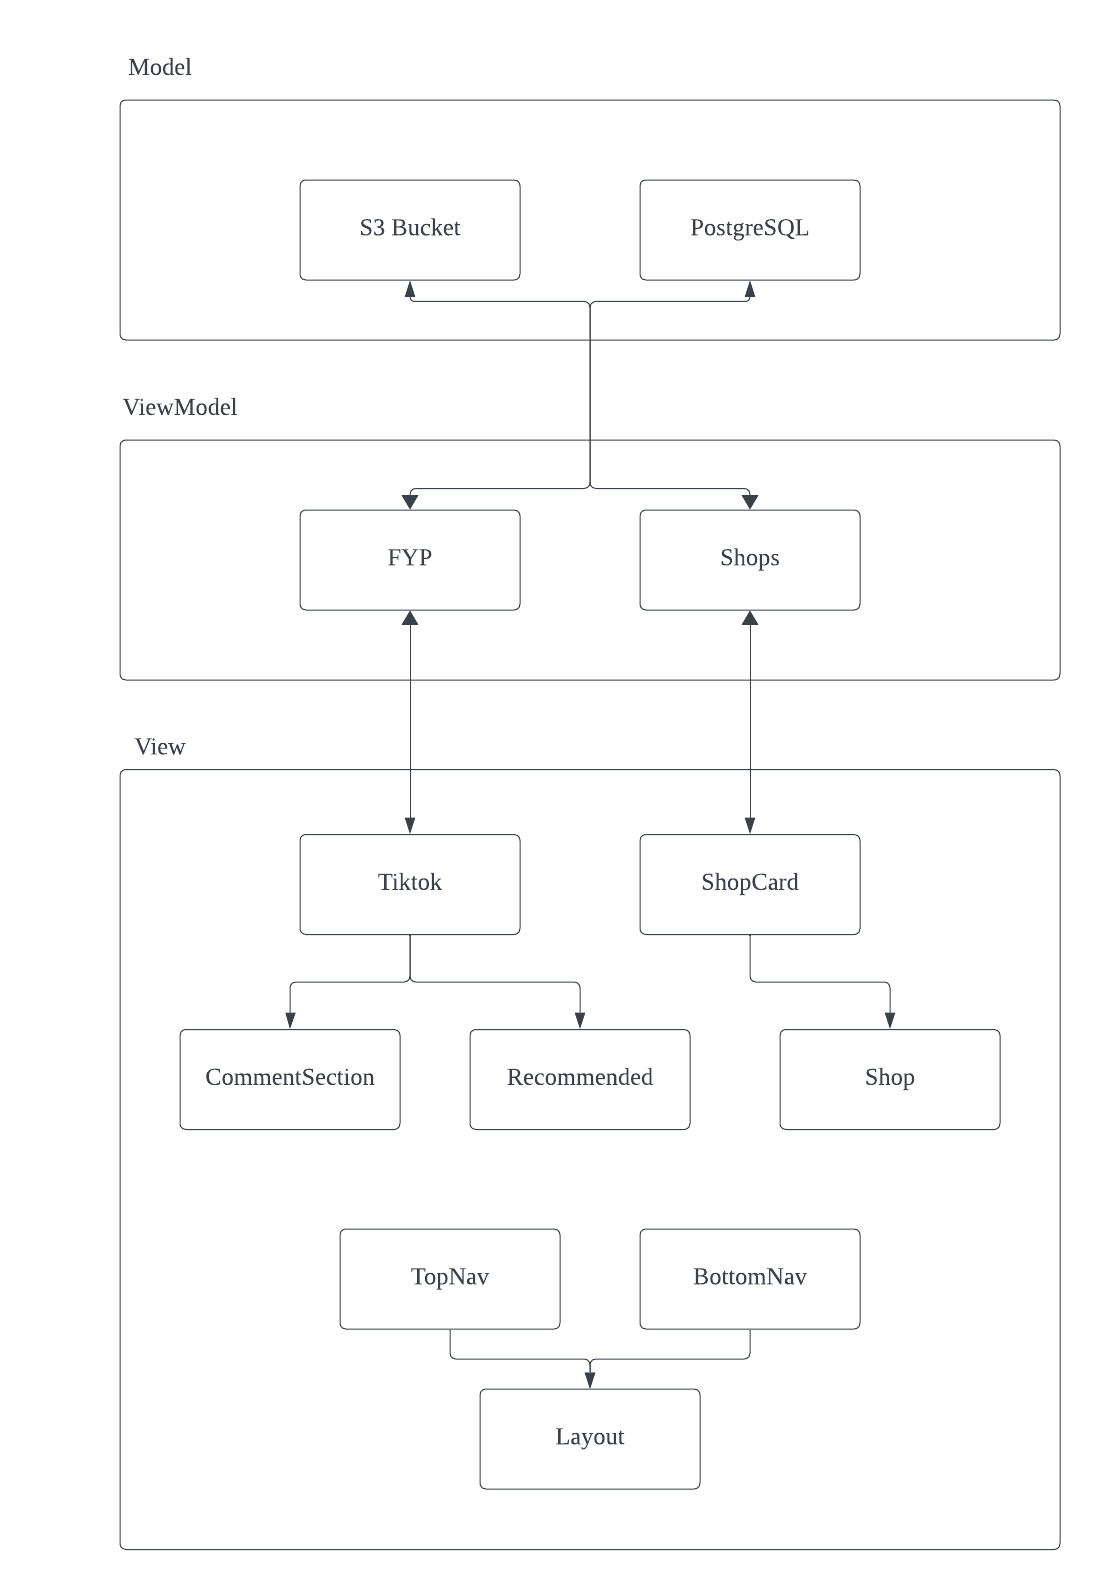 Model
S3 Bucket
PostgreSQL
ViewModel
FYP
Shops
View
Tiktok
ShopCard
CommentSection
Recommended
Shop
TopNav
BottomNav
Layout